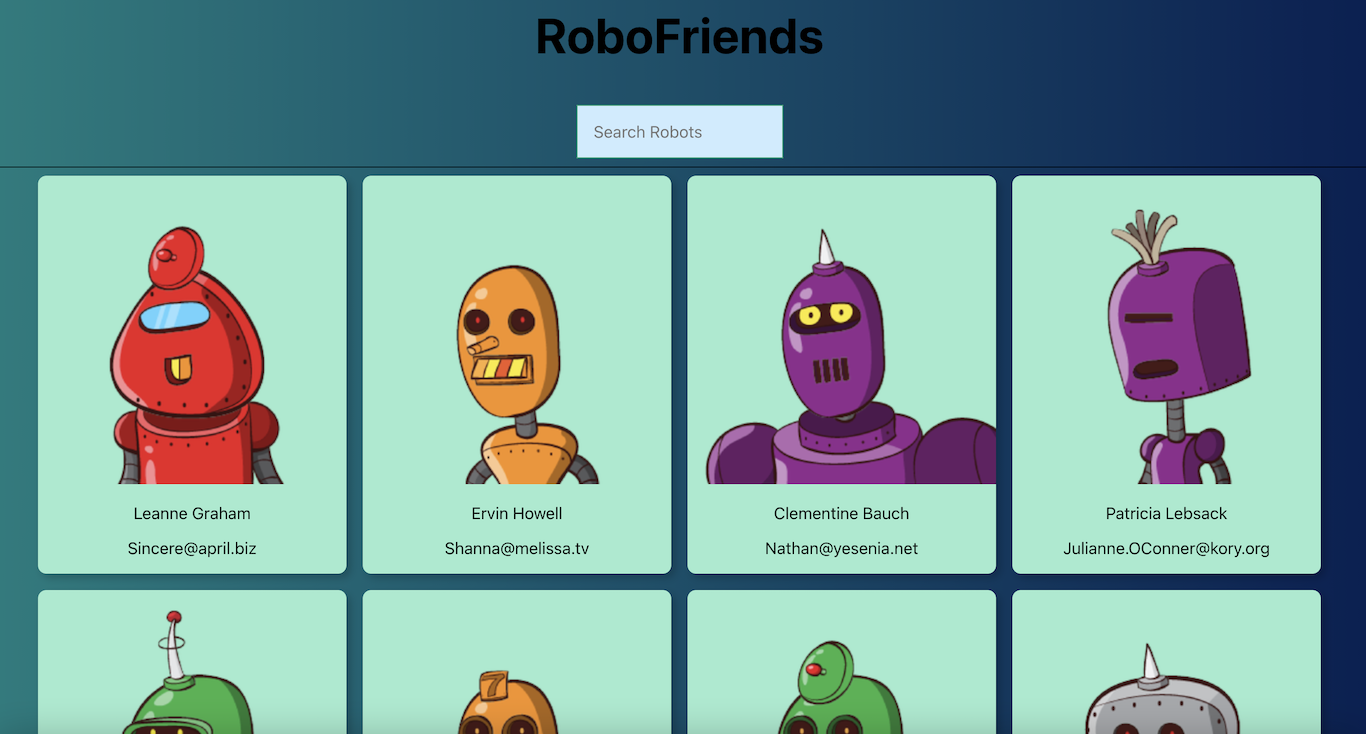 RoboFriends
Search Robots
Leanne Graham
Sincere@april.biz
Ervin Howell
Shanna@melissa.tv
Clementine Bauch
Nathan@yesenia.net
Patricia Lebsack
Julianne.OConner@kory.org
7